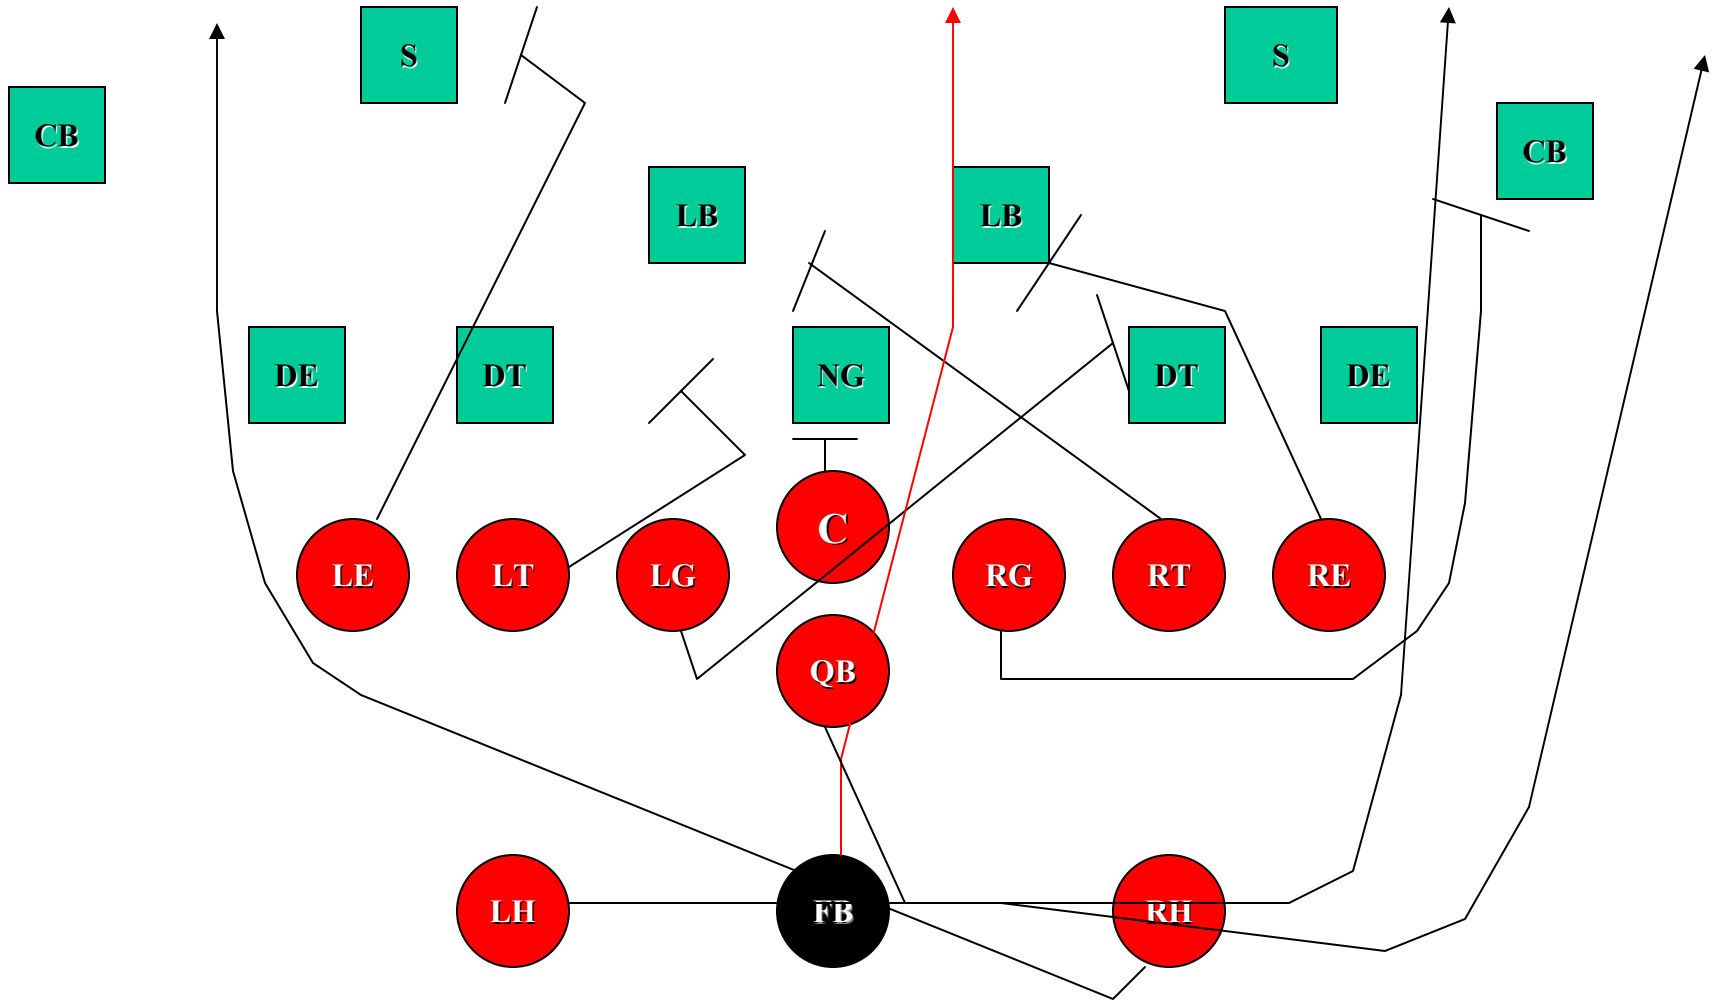 S
S
CB
CB
LB
LB
DE
DT
NG
DT
DE
C
LE
LT
LG
RG
RT
RE
QB
LH
FB
RH